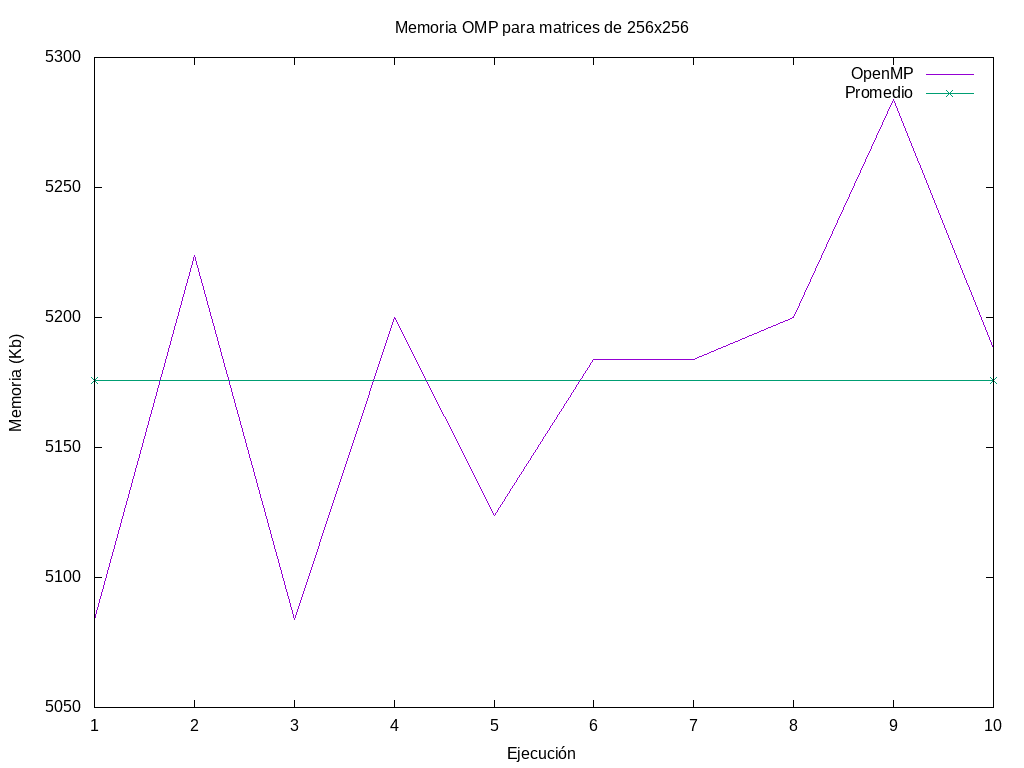 Memoria OMP para matrices de 256x256
OpenMP
Promedio
5300
5250
5200
5150
5100
5050
Memoria (Kb)
1 2 3 4 5 6 7 8 9 10
Ejecución